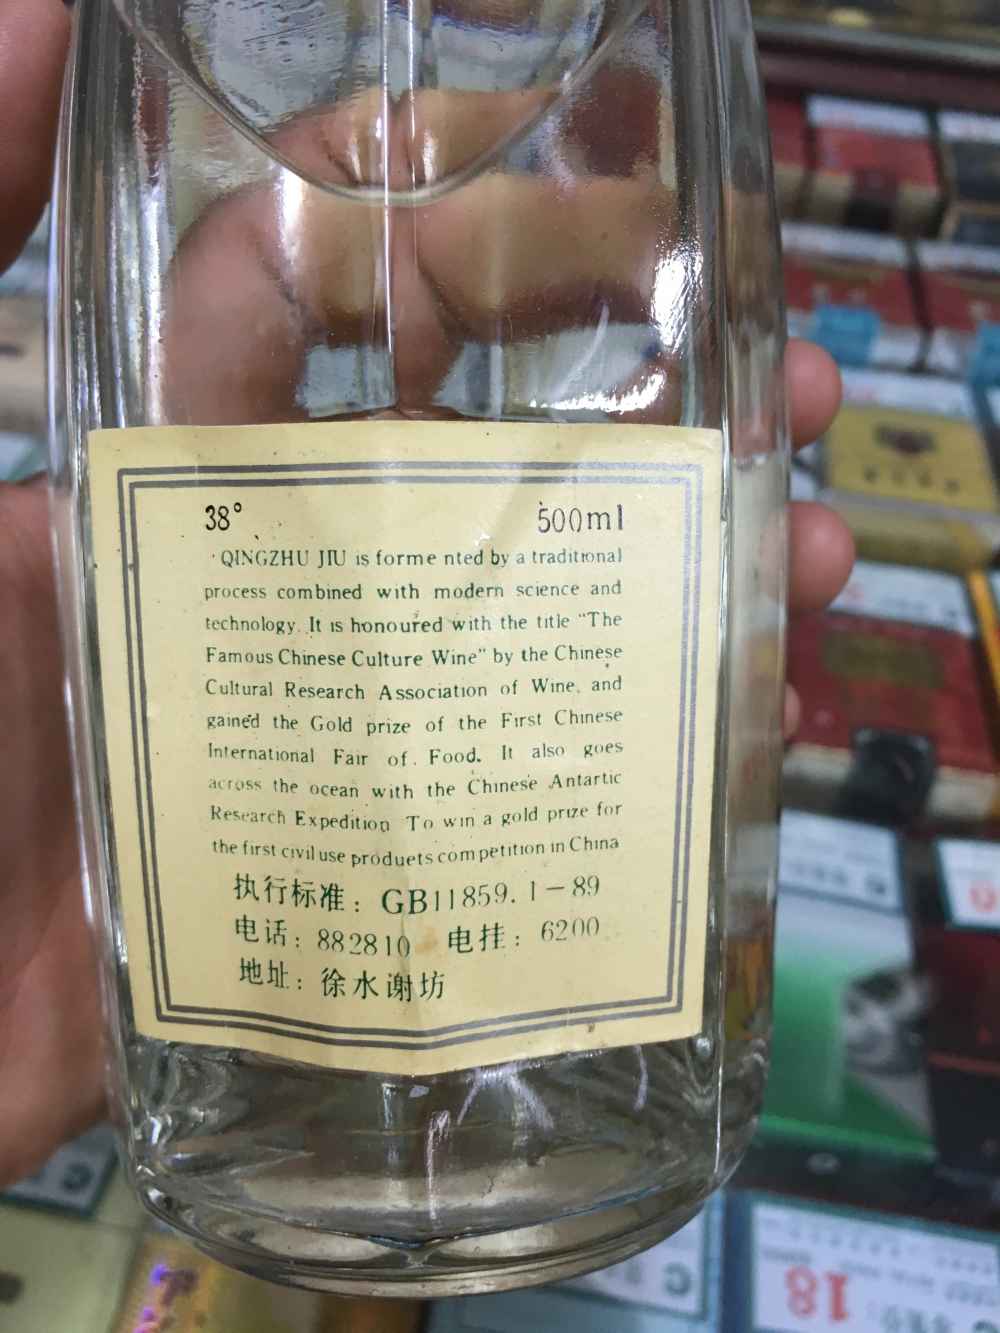 38° 500ml
QINGZHU JIU is forme nted by a traditional
process combined with modern science and
technology. It is honoured with the title "The
Famous Chinese Culture Wine" by the Chinese
Cultural Research Association of Wine, and
gained the Gold prize of the First Chinese
International Fair of. Food. It also goes
across the ocean with the Chinese Antartic
Research Expedition To win a gold prize for
the first civil use produets competition in China
执行标准：GB11859.1-89
电话：882810 电挂：6200
地址：徐水谢坊
18